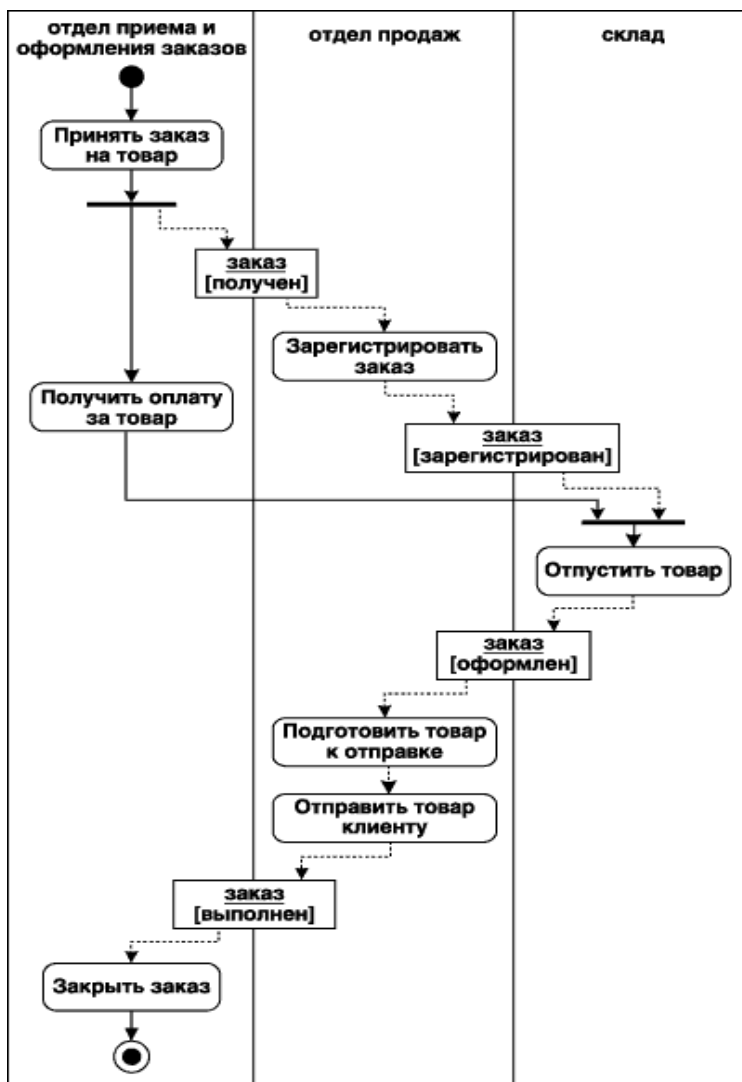 отдел приема и
оформления заказов
отдел продаж
склад
Принять заказ
на товар
заказ
[получен]
Зарегистрировать
заказ
Получить оплату
за товар
заказ
[зарегистрирован]
Отпустить товар
заказ
[оформлен]
Подготовить товар
к отправке
Отправить товар
клиенту
заказ
[выполнен]
Закрыть заказ